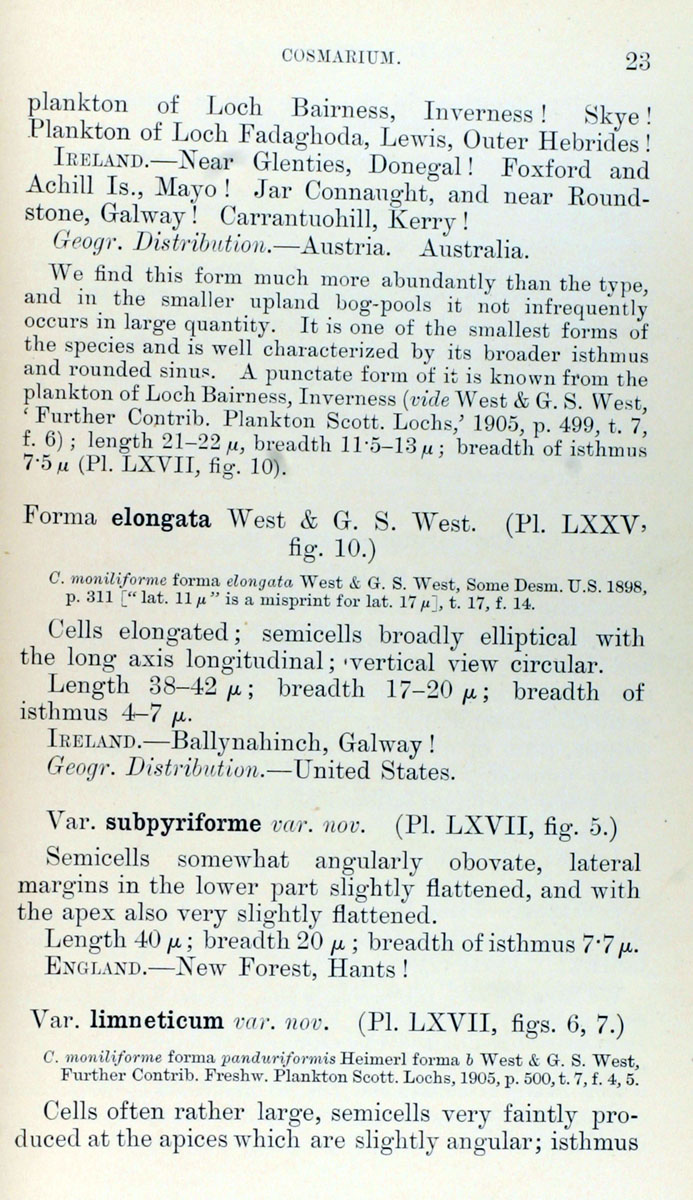 COSMARIUM. 23
plankton of Loch Bairness, Inverness! Skye!
Plankton of Loch Fadaghoda, Lewis, Outer Hebrides!
IRELAND.—Near Glenties, Donegal! Foxford and
Achill Is., Mayo! Jar Connaught, and near Round-
stone, Galway! Carrantuohill, Kerry!
Geogr. Distribution.—Austria. Australia.
We find this form much more abundantly than the type,
and in the smaller upland bog-pools it not infrequently
occurs in large quantity. It is one of the smallest forms of
the species and is well characterized by its broader isthmus
and rounded sinus. A punctate form of it is known from the
plankton of Loch Bairness, Inverness (vide West & G. S. West,
‘Further Contrib. Plankton Scott. Lochs,’ 1905, p. 499, t. 7,
f. 6); length 21–22 μ, breadth 11·5–13 μ; breadth of isthmus
7·5 μ (Pl. LXVII, fig. 10).
Forma elongata West & G. S. West. (Pl. LXXV,
fig. 10.)
C. moniliforme forma elongata West & G. S. West, Some Desm. U.S. 1898,
p. 311 [“lat. 11 μ” is a misprint for lat. 17 μ], t. 17, f. 14.
Cells elongated; semicells broadly elliptical with
the long axis longitudinal; vertical view circular.
Length 38–42 μ; breadth 17–20 μ; breadth of
isthmus 4–7 μ.
IRELAND.—Ballynahinch, Galway!
Geogr. Distribution.—United States.
Var. subpyriforme var. nov. (Pl. LXVII, fig. 5.)
Semicells somewhat angularly obovate, lateral
margins in the lower part slightly flattened, and with
the apex also very slightly flattened.
Length 40 μ; breadth 20 μ; breadth of isthmus 7·7 μ.
ENGLAND.—New Forest, Hants!
Var. limneticum var. nov. (Pl. LXVII, figs. 6, 7.)
C. moniliforme forma panduriformis Heimerl forma b West & G. S. West,
Further Contrib. Freshw. Plankton Scott. Lochs, 1905, p. 500, t. 7, f. 4, 5.
Cells often rather large, semicells very faintly pro-
duced at the apices which are slightly angular; isthmus